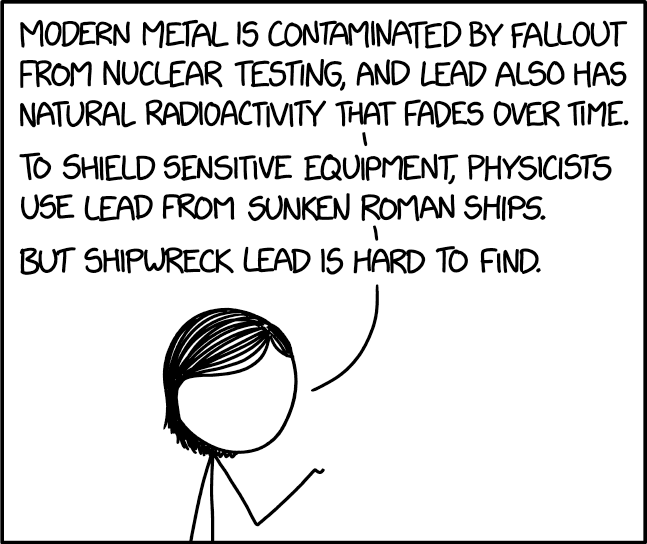 MODERN METAL IS CONTAMINATED BY FALLOUT
FROM NUCLEAR TESTING, AND LEAD ALSO HAS
NATURAL RADIOACTIVITY THAT FADES OVER TIME.
TO SHIELD SENSITIVE EQUIPMENT, PHYSICISTS
USE LEAD FROM SUNKEN ROMAN SHIPS.
BUT SHIPWRECK LEAD IS HARD TO FIND.